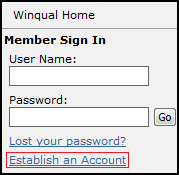 Winqual Home
Member Sign In
User Name:
Password:
Go
Lost your password?
Establish an Account